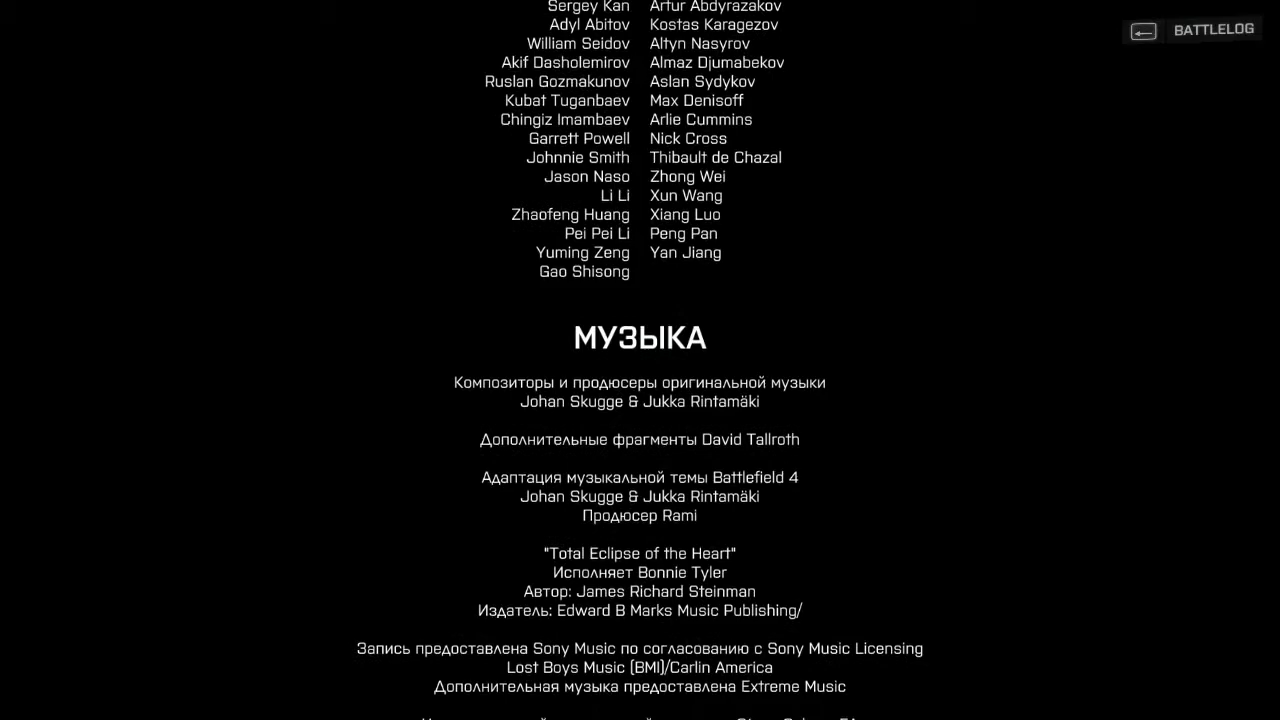 BATTLELOG
Sergey Kan Artur Abdyrazakov
Adyl Abitov Kostas Karagezov
William Seidov Altyn Nasyrov
Akif Dasholemirov Almaz Djumabekov
Ruslan Gozmakunov Aslan Sydykov
Kubat Tuganbaev Max Denisoff
Chingiz Imambaev Arlie Cummins
Garrett Powell Nick Cross
Johnnie Smith Thibault de Chazal
Jason Naso Zhong Wei
Li Li Xun Wang
Zhaofeng Huang Xiang Luo
Pei Pei Li Peng Pan
Yuming Zeng Yan Jiang
Gao Shisong
МУЗЫКА
Композиторы и продюсеры оригинальной музыки
Johan Skugge & Jukka Rintamäki
Дополнительные фрагменты David Tallroth
Адаптация музыкальной темы Battlefield 4
Johan Skugge & Jukka Rintamäki
Продюсер Rami
"Total Eclipse of the Heart"
Исполняет Bonnie Tyler
Автор: James Richard Steinman
Издатель: Edward B Marks Music Publishing/
Запись предоставлена Sony Music по согласованию с Sony Music Licensing
Lost Boys Music (BMI)/Carlin America
Дополнительная музыка предоставлена Extreme Music